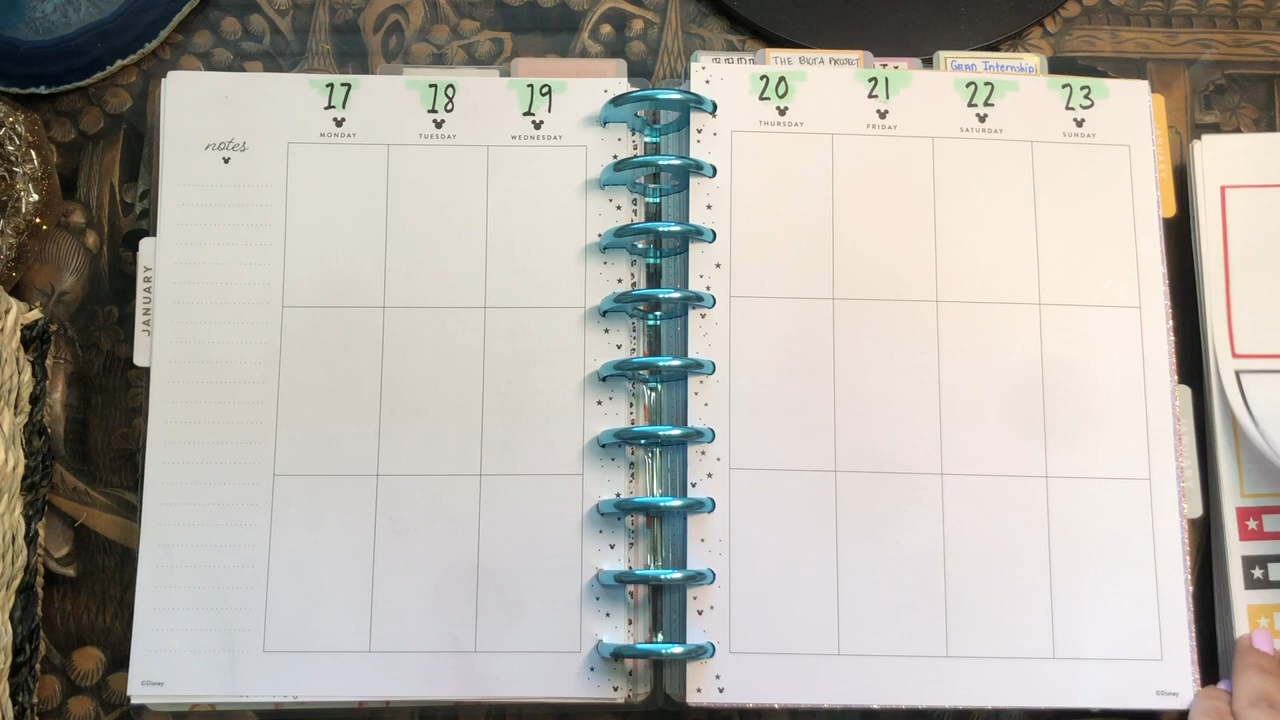 THE BIOTA PROJECT
Gran Internship
17 18 19 20 21 22 23
MONDAY TUESDAY WEDNESDAY THURSDAY FRIDAY SATURDAY SUNDAY
notes
JANUARY
©Disney ©Disney